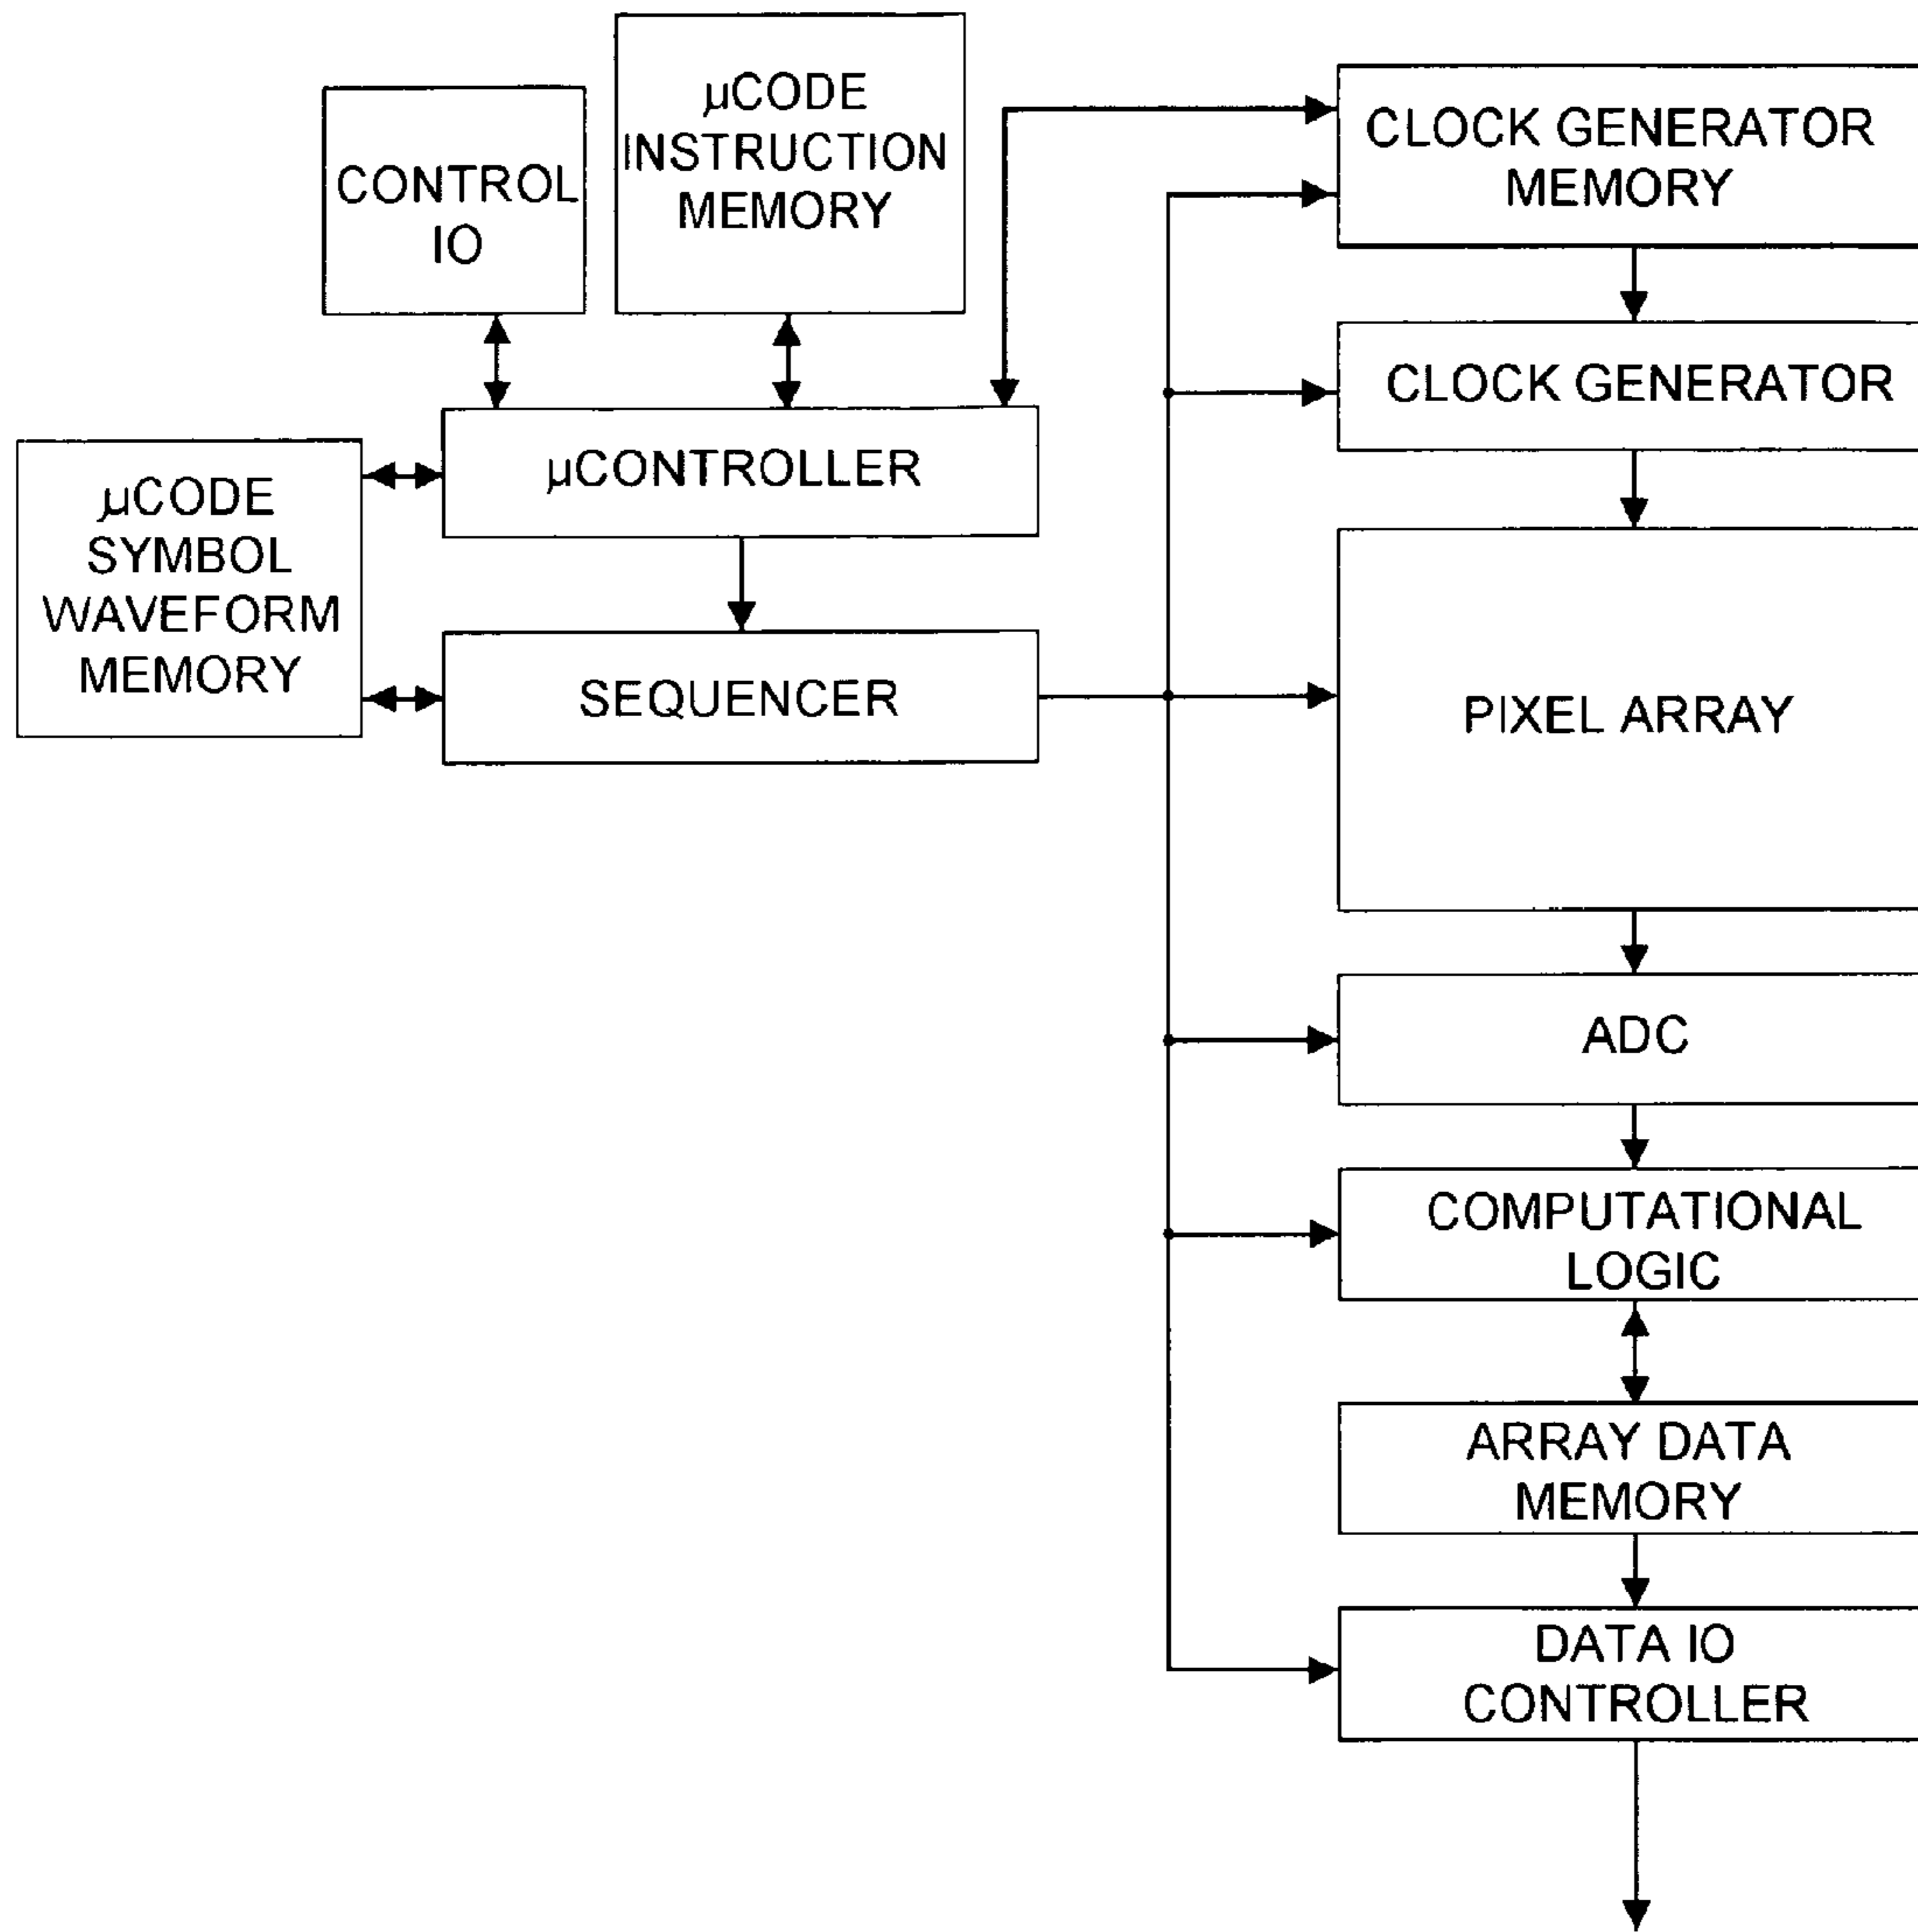 CONTROL
IO
µCODE
INSTRUCTION
MEMORY
CLOCK GENERATOR
MEMORY
CLOCK GENERATOR
µCONTROLLER
µCODE
SYMBOL
WAVEFORM
MEMORY
SEQUENCER
PIXEL ARRAY
ADC
COMPUTATIONAL
LOGIC
ARRAY DATA
MEMORY
DATA IO
CONTROLLER